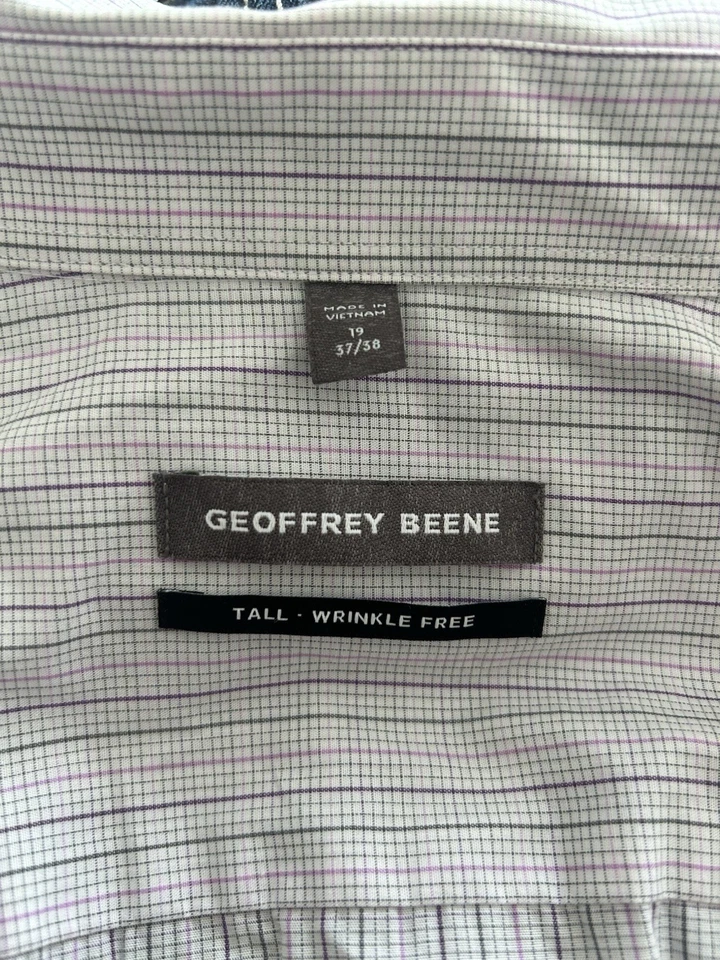 MADE IN
VIETNAM
19
37/38
GEOFFREY BEENE
TALL · WRINKLE FREE